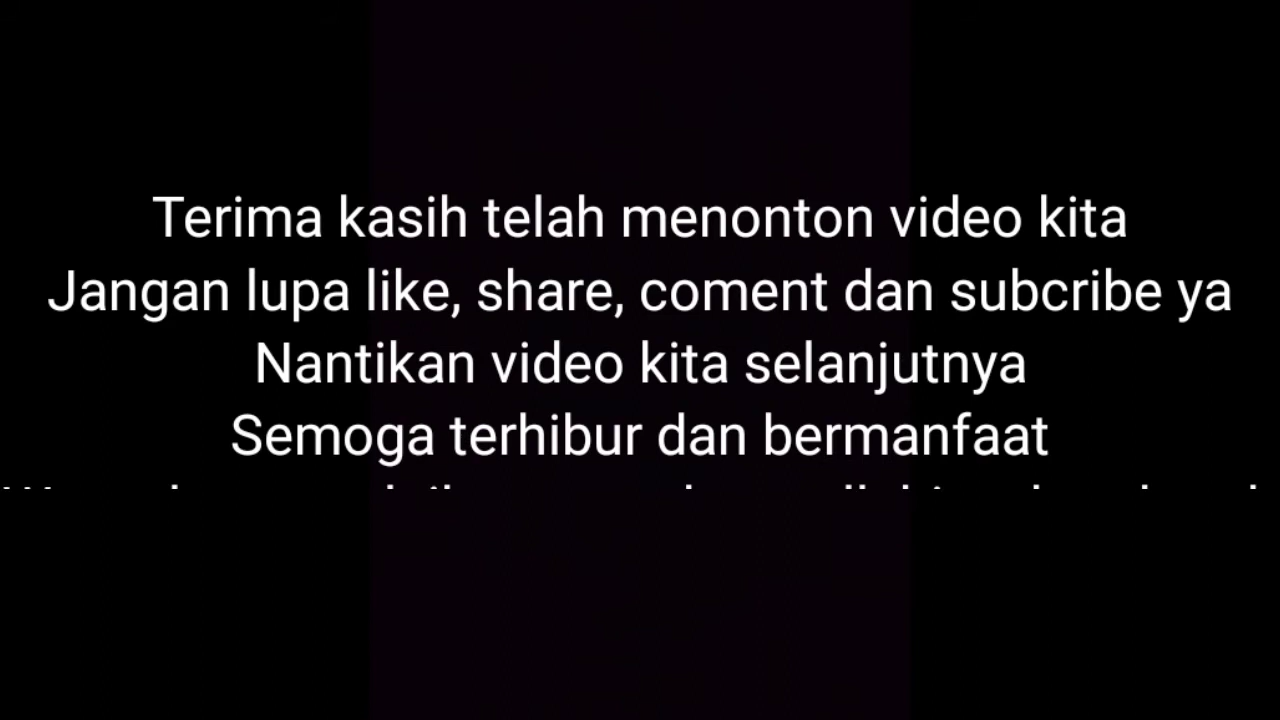 Terima kasih telah menonton video kita
Jangan lupa like, share, coment dan subcribe ya
Nantikan video kita selanjutnya
Semoga terhibur dan bermanfaat